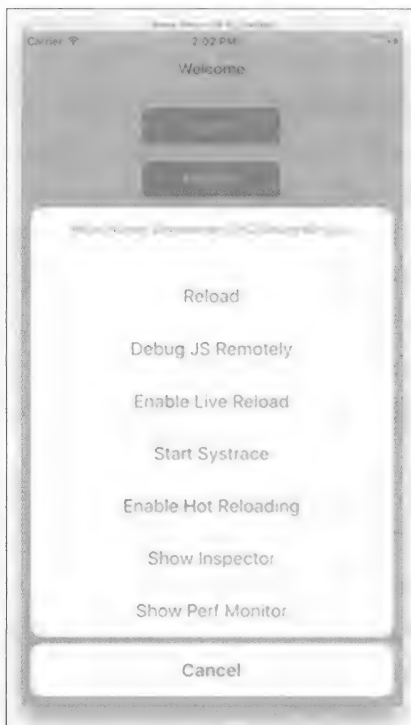 Carrier
2:02 PM
Welcome
Reload
Debug JS Remotely
Enable Live Reload
Start Systrace
Enable Hot Reloading
Show Inspector
Show Perf Monitor
Cancel